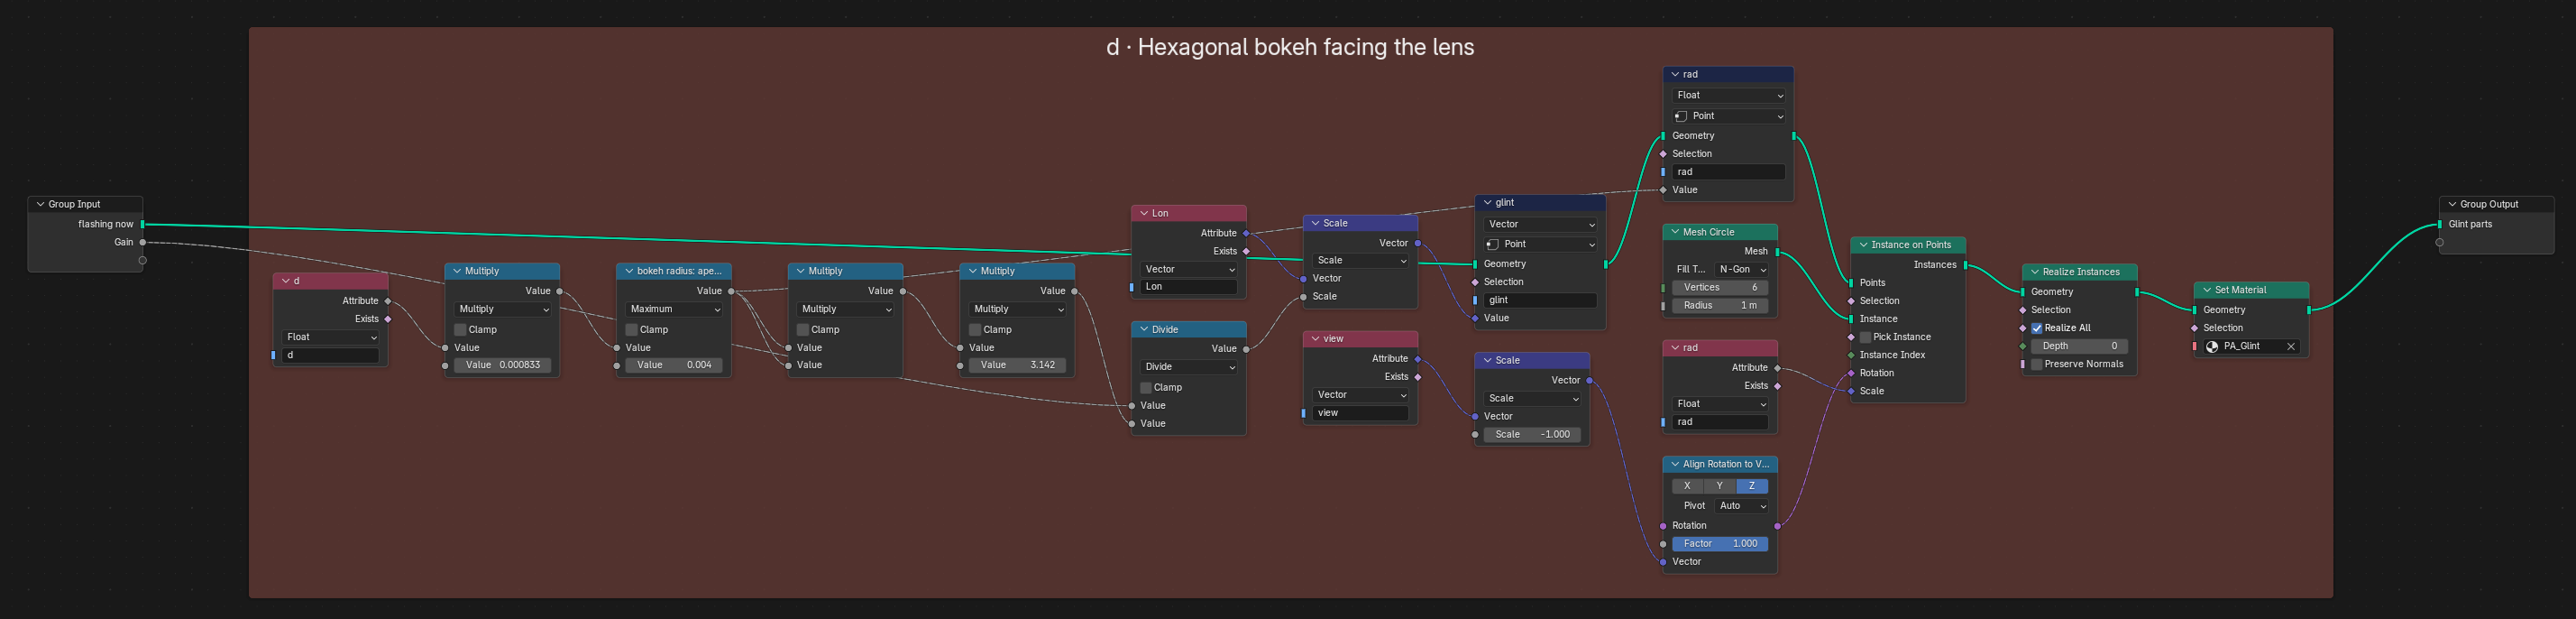 d · Hexagonal bokeh facing the lens
Group Input
flashing now
Gain
d
Attribute
Exists
Float
d
Multiply
Value
Multiply
Clamp
Value
Value 0.000833
bokeh radius: ape...
Value
Maximum
Clamp
Value
Value 0.004
Multiply
Value
Multiply
Clamp
Value
Value
Multiply
Value
Multiply
Clamp
Value
Value 3.142
Lon
Attribute
Exists
Vector
Lon
Divide
Value
Divide
Clamp
Value
Value
Scale
Vector
Scale
Vector
Scale
view
Attribute
Exists
Vector
view
glint
Vector
Point
Geometry
Selection
glint
Value
Scale
Vector
Scale
Vector
Scale -1.000
rad
Float
Point
Geometry
Selection
rad
Value
Mesh Circle
Mesh
Fill T... N-Gon
Vertices 6
Radius 1 m
rad
Attribute
Exists
Float
rad
Align Rotation to V...
X Y Z
Pivot Auto
Rotation
Factor 1.000
Vector
Instance on Points
Instances
Points
Selection
Instance
Pick Instance
Instance Index
Rotation
Scale
Realize Instances
Geometry
Selection
Realize All
Depth 0
Preserve Normals
Set Material
Geometry
Selection
PA_Glint
Group Output
Glint parts